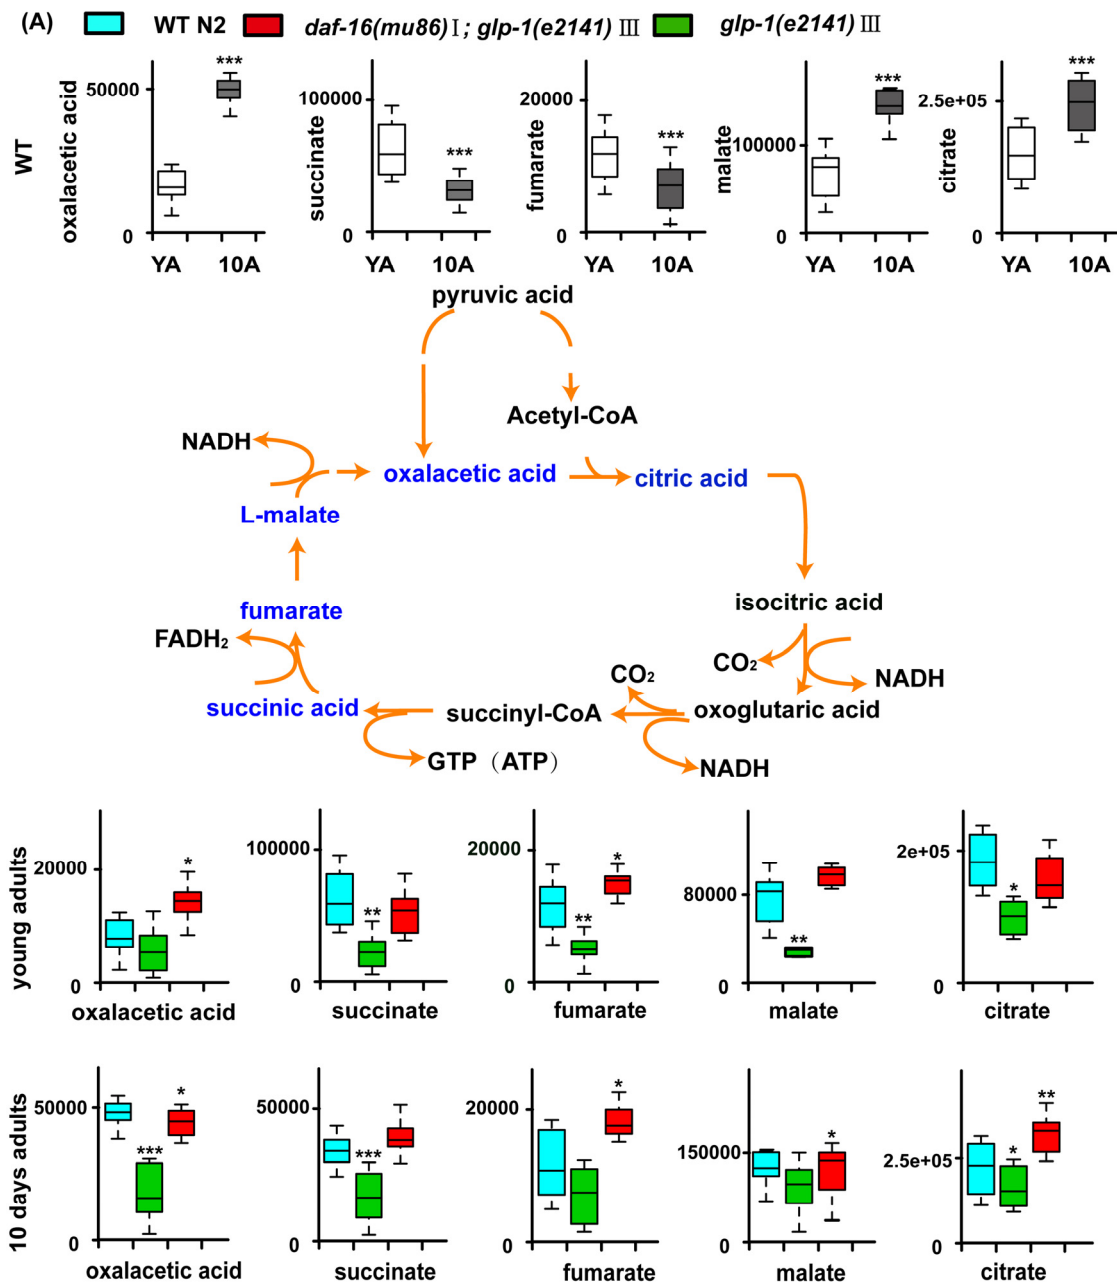 (A) WT N2 daf-16(mu86) I ; glp-1(e2141) III glp-1(e2141) III
WT
oxalacetic acid
50000
0
YA 10A
***
succinate
100000
0
YA 10A
***
fumarate
20000
0
YA 10A
***
malate
100000
0
YA 10A
***
citrate
2.5e+05
0
YA 10A
***
pyruvic acid
Acetyl-CoA
NADH
oxalacetic acid
citric acid
L-malate
isocitric acid
fumarate
FADH₂
CO₂
CO₂
NADH
succinic acid
succinyl-CoA
oxoglutaric acid
GTP（ATP）
NADH
young adults
20000
0
*
oxalacetic acid
100000
0
**
succinate
20000
0
**
*
fumarate
80000
0
**
malate
2e+05
0
*
citrate
10 days adults
50000
0
***
*
oxalacetic acid
50000
0
***
succinate
20000
0
*
fumarate
150000
0
*
malate
2.5e+05
0
*
**
citrate